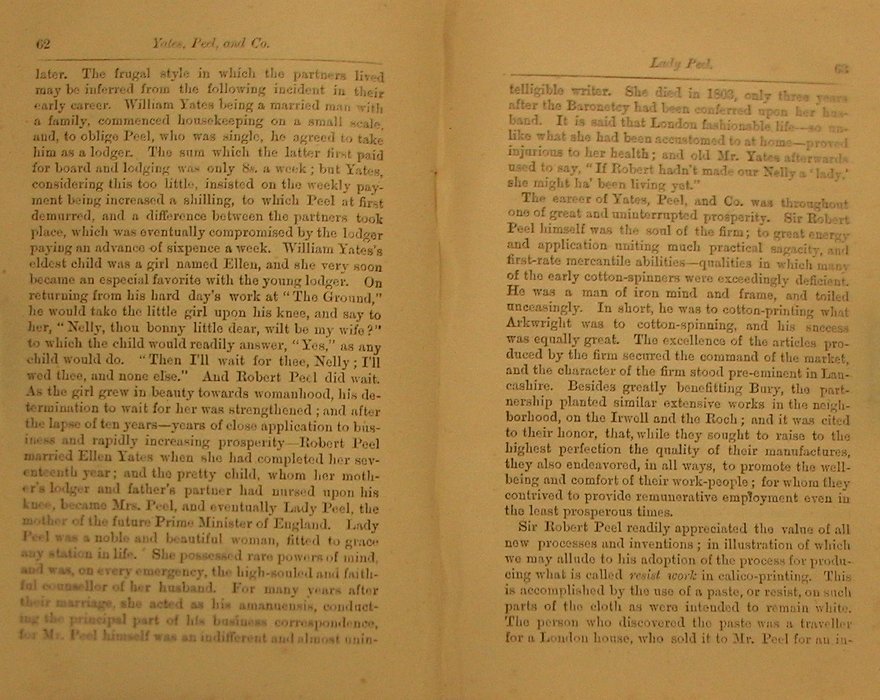 62
Yates, Peel, and Co.
later. The frugal style in which the partners lived
may be inferred from the following incident in their
early career. William Yates being a married man with
a family, commenced housekeeping on a small scale,
and, to oblige Peel, who was single, he agreed to take
him as a lodger. The sum which the latter first paid
for board and lodging was only 8s. a week; but Yates,
considering this too little, insisted on the weekly pay-
ment being increased a shilling, to which Peel at first
demurred, and a difference between the partners took
place, which was eventually compromised by the lodger
paying an advance of sixpence a week. William Yates's
eldest child was a girl named Ellen, and she very soon
became an especial favorite with the young lodger. On
returning from his hard day's work at "The Ground,"
he would take the little girl upon his knee, and say to
her, "Nelly, thou bonny little dear, wilt be my wife?"
to which the child would readily answer, "Yes," as any
child would do. "Then I'll wait for thee, Nelly; I'll
wed thee, and none else." And Robert Peel did wait.
As the girl grew in beauty towards womanhood, his de-
termination to wait for her was strengthened; and after
the lapse of ten years—years of close application to bus-
iness and rapidly increasing prosperity—Robert Peel
married Ellen Yates when she had completed her sev-
enteenth year; and the pretty child, whom her moth-
er's lodger and father's partner had nursed upon his
knee, became Mrs. Peel, and eventually Lady Peel, the
mother of the future Prime Minister of England. Lady
Peel was a noble and beautiful woman, fitted to grace
any station in life. She possessed rare powers of mind,
and was, on every emergency, the high-souled and faith-
ful counsellor of her husband. For many years after
their marriage, she acted as his amanuensis, conduct-
ing the principal part of his business correspondence,
for Mr. Peel himself was an indifferent and almost unin-
Lady Peel.
63
telligible writer. She died in 1803, only three years
after the Baronetcy had been conferred upon her hus-
band. It is said that London fashionable life—so un-
like what she had been accustomed to at home—proved
injurious to her health; and old Mr. Yates afterwards
used to say, "If Robert hadn't made our Nelly a 'lady,'
she might ha' been living yet."
The career of Yates, Peel, and Co. was throughout
one of great and uninterrupted prosperity. Sir Robert
Peel himself was the soul of the firm; to great energy
and application uniting much practical sagacity, and
first-rate mercantile abilities—qualities in which many
of the early cotton-spinners were exceedingly deficient.
He was a man of iron mind and frame, and toiled
unceasingly. In short, he was to cotton-printing what
Arkwright was to cotton-spinning, and his success
was equally great. The excellence of the articles pro-
duced by the firm secured the command of the market,
and the character of the firm stood pre-eminent in Lan-
cashire. Besides greatly benefitting Bury, the part-
nership planted similar extensive works in the neigh-
borhood, on the Irwell and the Roch; and it was cited
to their honor, that, while they sought to raise to the
highest perfection the quality of their manufactures,
they also endeavored, in all ways, to promote the well-
being and comfort of their work-people; for whom they
contrived to provide remunerative employment even in
the least prosperous times.
Sir Robert Peel readily appreciated the value of all
new processes and inventions; in illustration of which
we may allude to his adoption of the process for produ-
cing what is called resist work in calico-printing. This
is accomplished by the use of a paste, or resist, on such
parts of the cloth as were intended to remain white.
The person who discovered the paste was a traveller
for a London house, who sold it to Mr. Peel for an in-